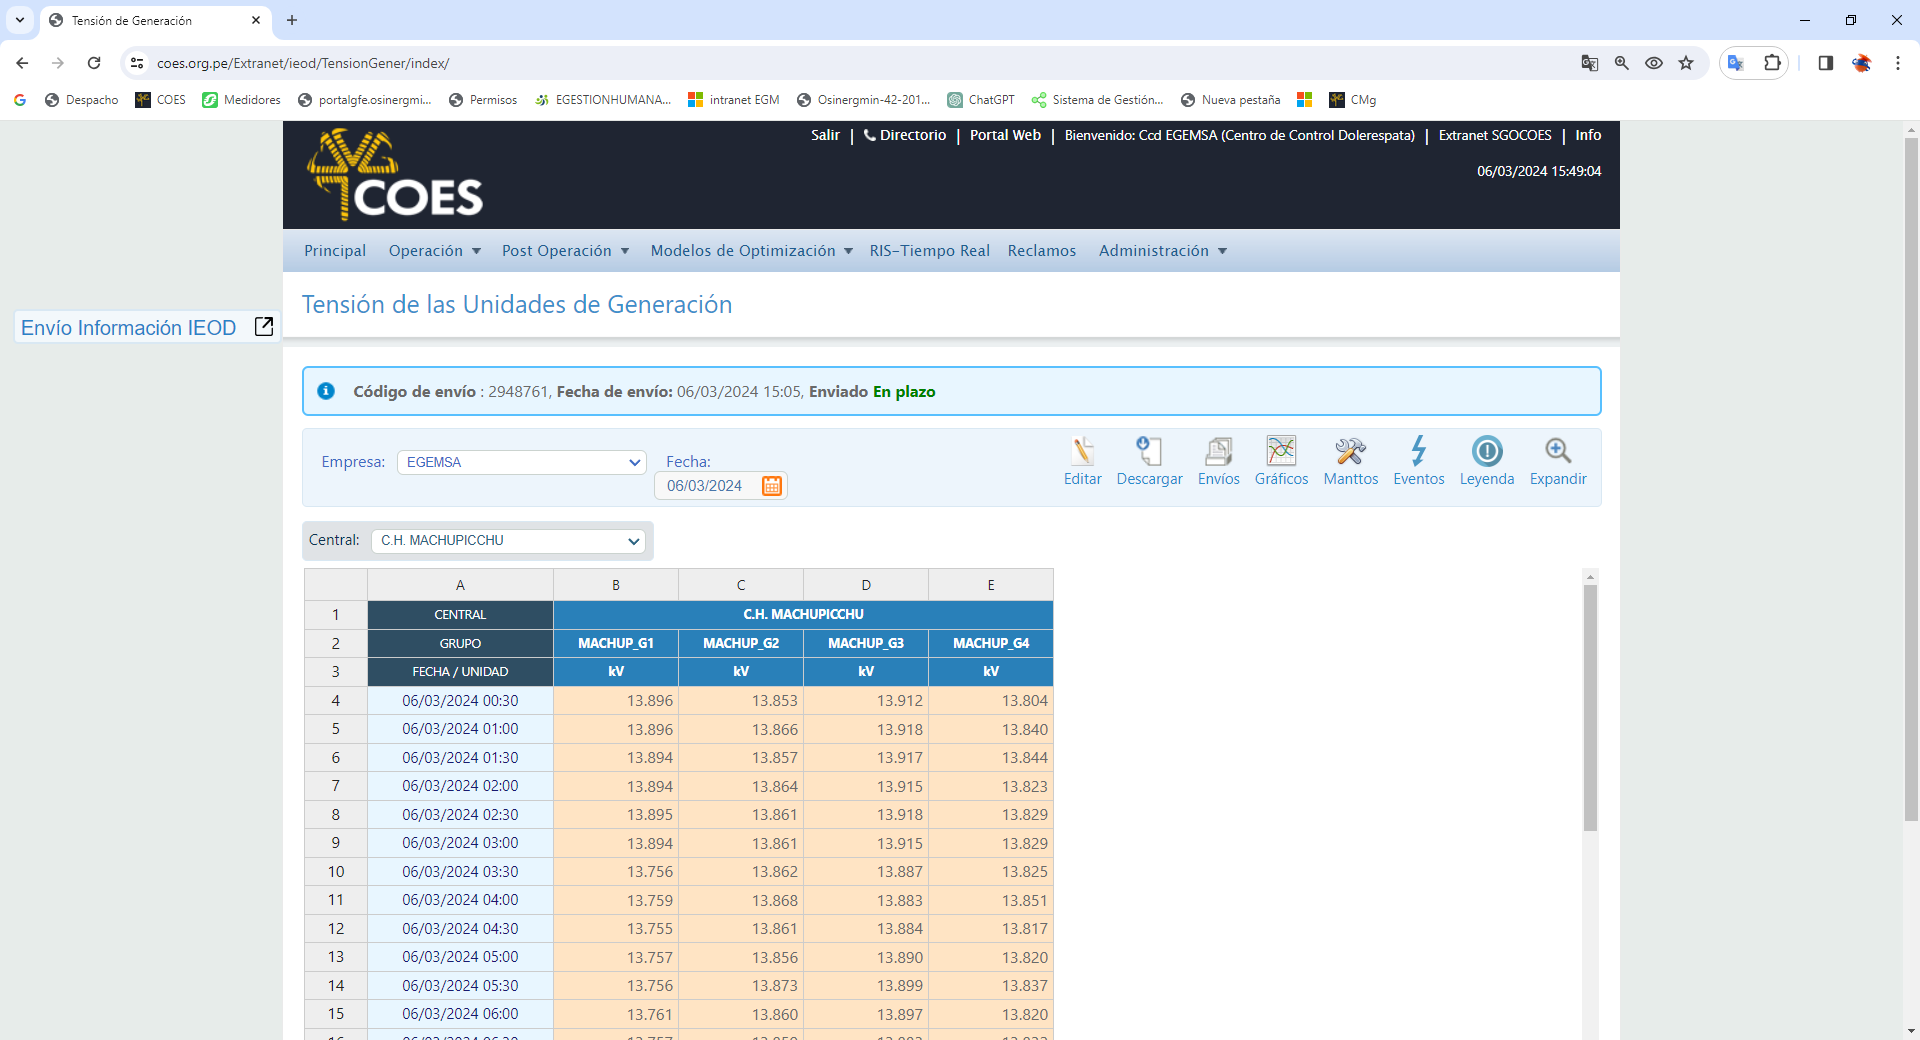 Tensión de Generación
coes.org.pe/Extranet/ieod/TensionGener/index/
Despacho COES Medidores portalgfe.osinergmi... Permisos EGESTIONHUMANA... intranet EGM Osinergmin-42-201... ChatGPT Sistema de Gestión... Nueva pestaña CMg
Salir | Directorio | Portal Web | Bienvenido: Ccd EGEMSA (Centro de Control Dolerespata) | Extranet SGOCOES | Info
06/03/2024 15:49:04
COES
Principal Operación Post Operación Modelos de Optimización RIS-Tiempo Real Reclamos Administración
Tensión de las Unidades de Generación
Envío Información IEOD
Código de envío : 2948761, Fecha de envío: 06/03/2024 15:05, Enviado En plazo
Empresa: EGEMSA Fecha: 06/03/2024
Editar Descargar Envíos Gráficos Manttos Eventos Leyenda Expandir
Central: C.H. MACHUPICCHU
A B C D E
1 CENTRAL C.H. MACHUPICCHU
2 GRUPO MACHUP_G1 MACHUP_G2 MACHUP_G3 MACHUP_G4
3 FECHA / UNIDAD kV kV kV kV
4 06/03/2024 00:30 13.896 13.853 13.912 13.804
5 06/03/2024 01:00 13.896 13.866 13.918 13.840
6 06/03/2024 01:30 13.894 13.857 13.917 13.844
7 06/03/2024 02:00 13.894 13.864 13.915 13.823
8 06/03/2024 02:30 13.895 13.861 13.918 13.829
9 06/03/2024 03:00 13.894 13.861 13.915 13.829
10 06/03/2024 03:30 13.756 13.862 13.887 13.825
11 06/03/2024 04:00 13.759 13.868 13.883 13.851
12 06/03/2024 04:30 13.755 13.861 13.884 13.817
13 06/03/2024 05:00 13.757 13.856 13.890 13.820
14 06/03/2024 05:30 13.756 13.873 13.899 13.837
15 06/03/2024 06:00 13.761 13.860 13.897 13.820